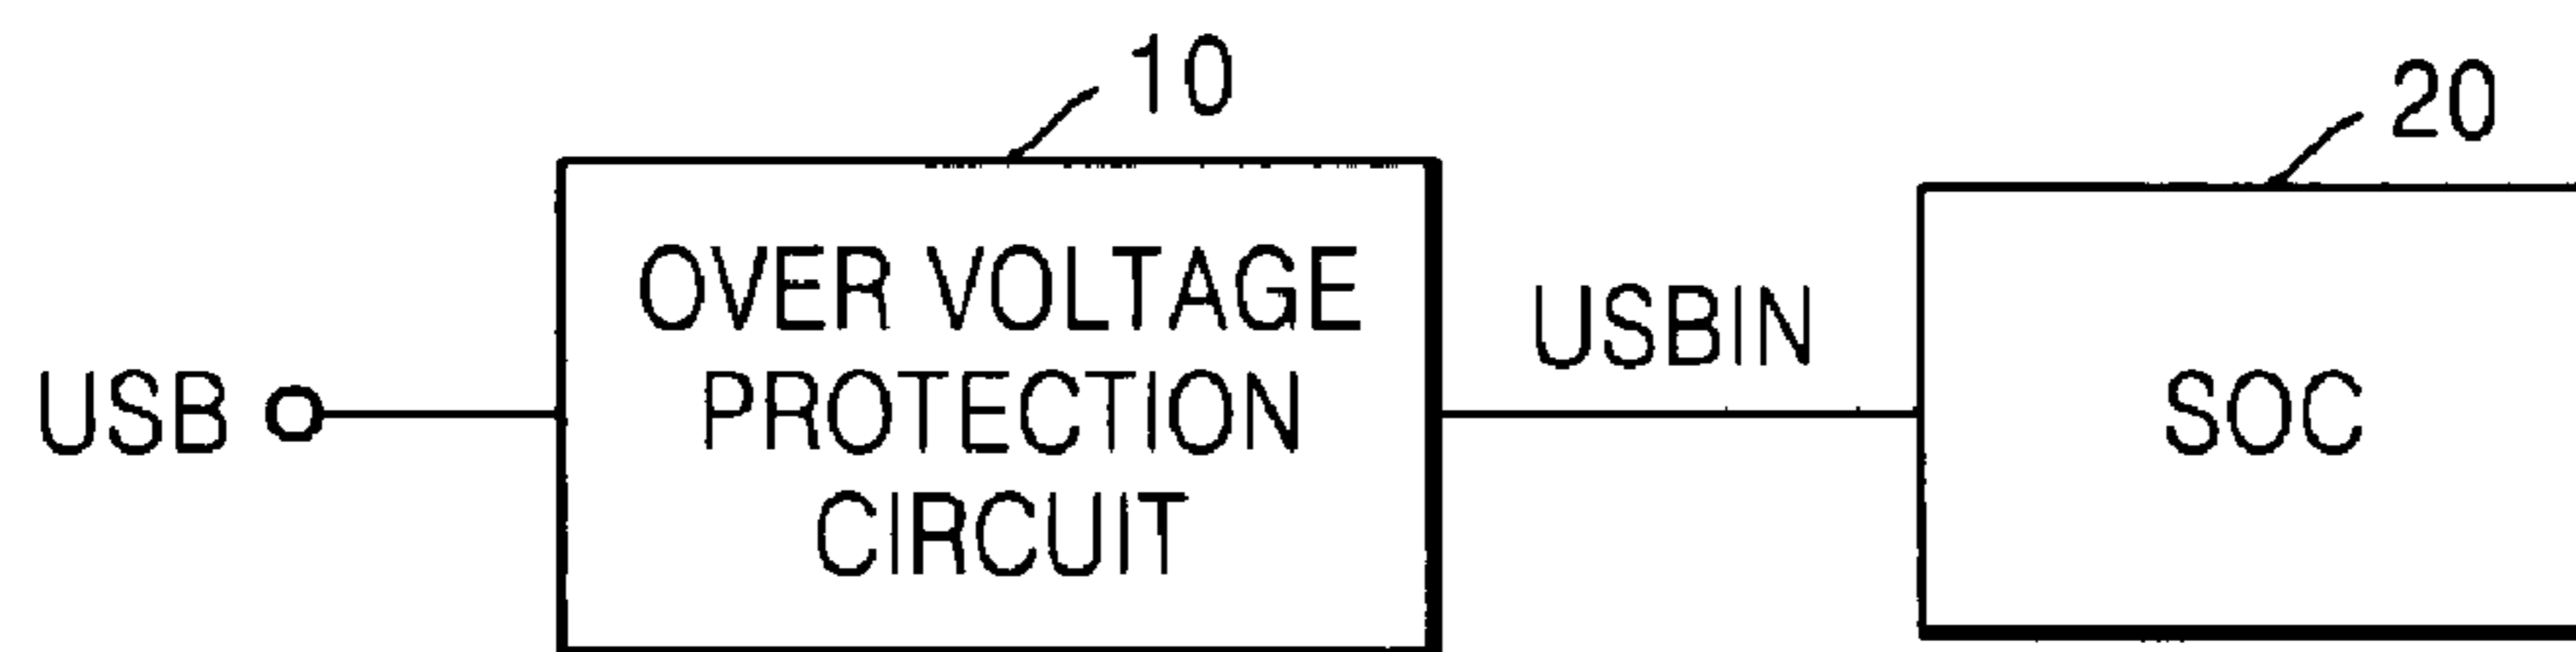 10
20
OVER VOLTAGE
PROTECTION
CIRCUIT
USBIN
USB
SOC